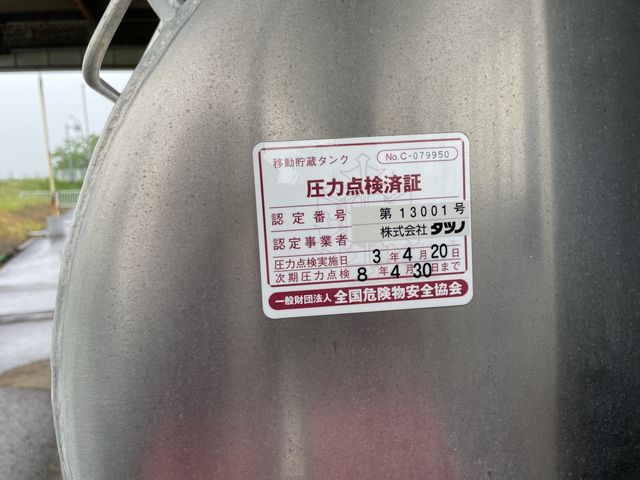 移動貯蔵タンク No.C-079950
圧力点検済証
認定番号 第13001号
認定事業者 株式会社タツノ
圧力点検実施日 3年4月20日
次期圧力点検 8年4月30日まで
一般財団法人 全国危険物安全協会